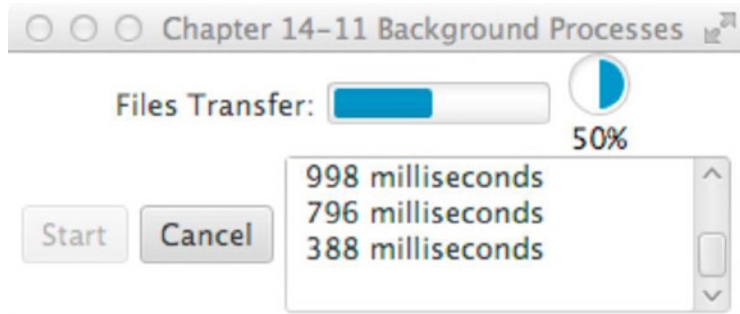 Chapter 14-11 Background Processes
Files Transfer:
50%
998 milliseconds
796 milliseconds
388 milliseconds
Start
Cancel